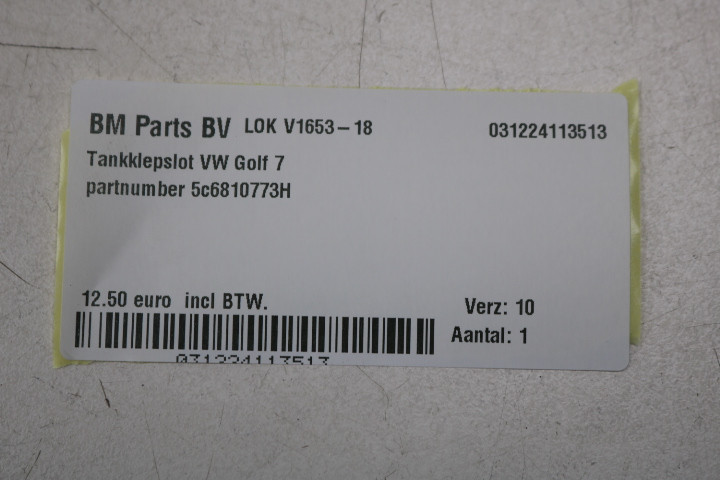 BM Parts BV LOK V1653-18 031224113513
Tankklepslot VW Golf 7
partnumber 5c6810773H
12.50 euro incl BTW.
Verz: 10
Aantal: 1
031224113513